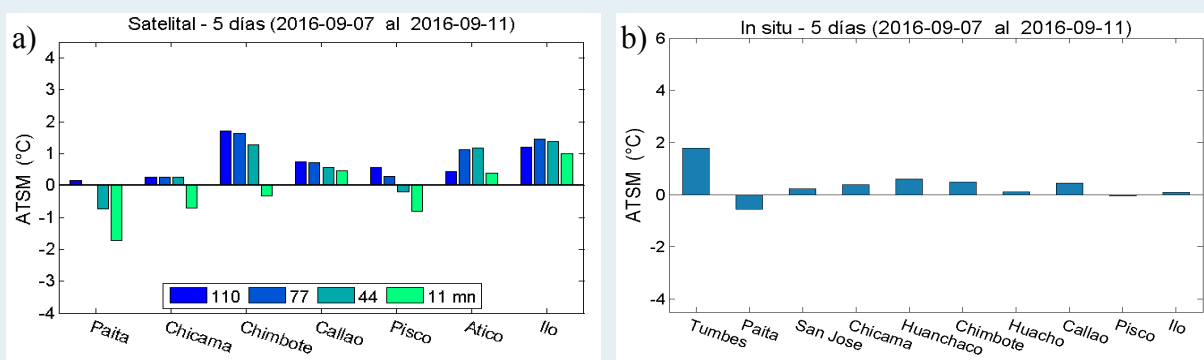 a)
Satelital - 5 días (2016-09-07 al 2016-09-11)
ATSM (°C)
4
3
2
1
0
-1
-2
-3
-4
110 77 44 11 mn
Paita Chicama Chimbote Callao Pisco Atico Ilo
b)
In situ - 5 días (2016-09-07 al 2016-09-11)
ATSM (°C)
6
4
2
0
-2
-4
Tumbes Paita San Jose Chicama Huanchaco Chimbote Huacho Callao Pisco Ilo